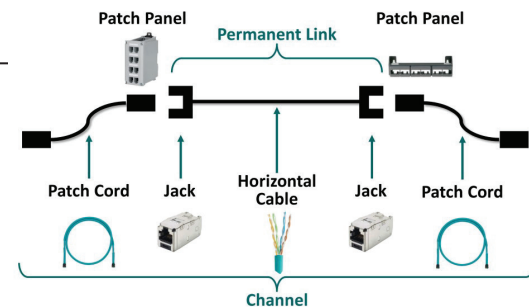 Patch Panel
Patch Panel
Permanent Link
Patch Cord
Jack
Horizontal
Cable
Jack
Patch Cord
Channel